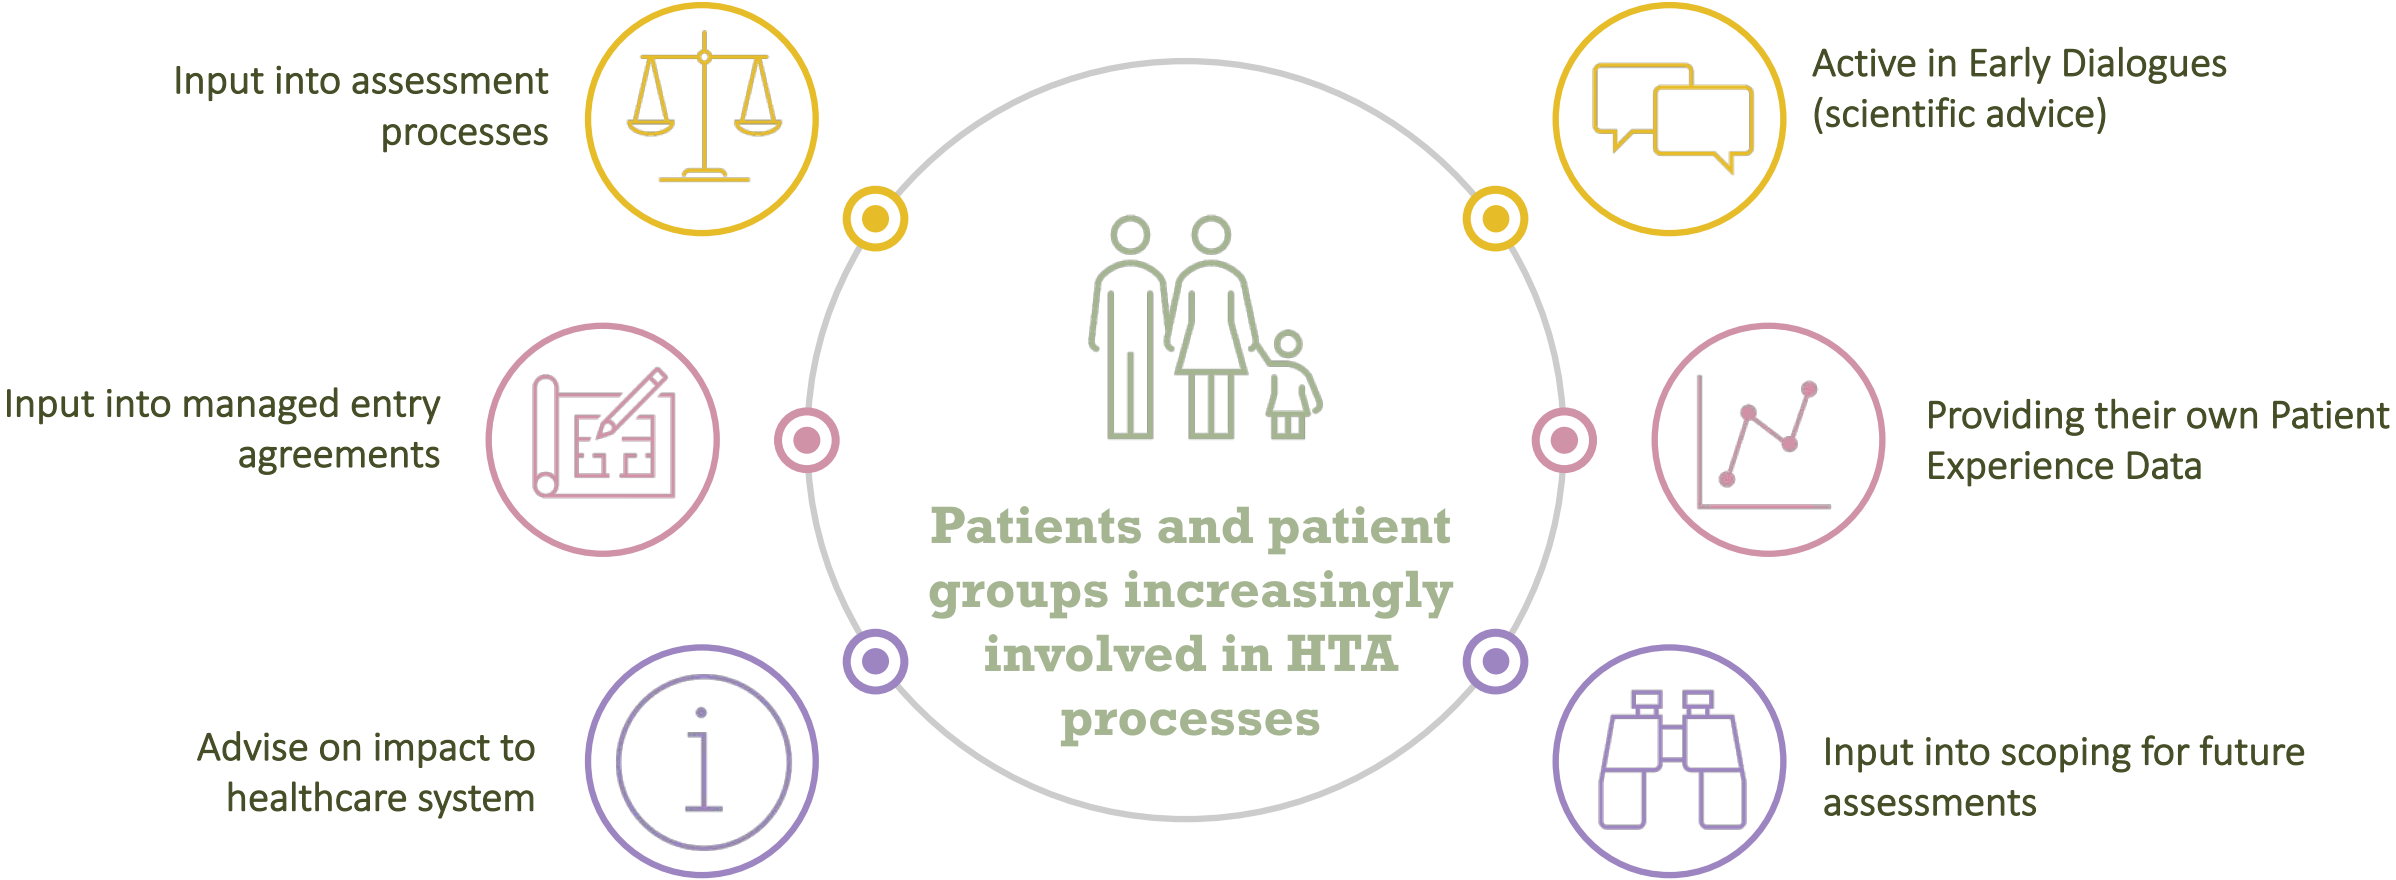 Input into assessment
processes
Active in Early Dialogues
(scientific advice)
Input into managed entry
agreements
Providing their own Patient
Experience Data
Patients and patient
groups increasingly
involved in HTA
processes
Advise on impact to
healthcare system
Input into scoping for future
assessments